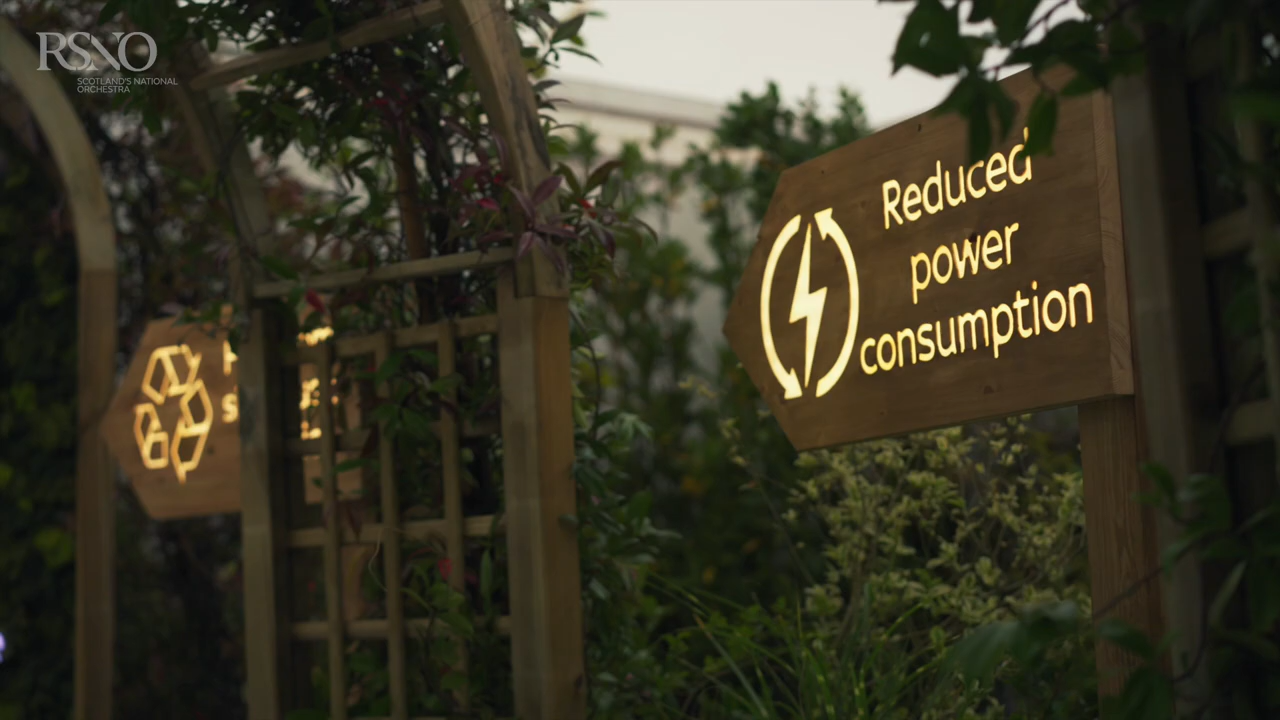 RSNO
SCOTLAND'S NATIONAL
ORCHESTRA
Reduced
power
consumption